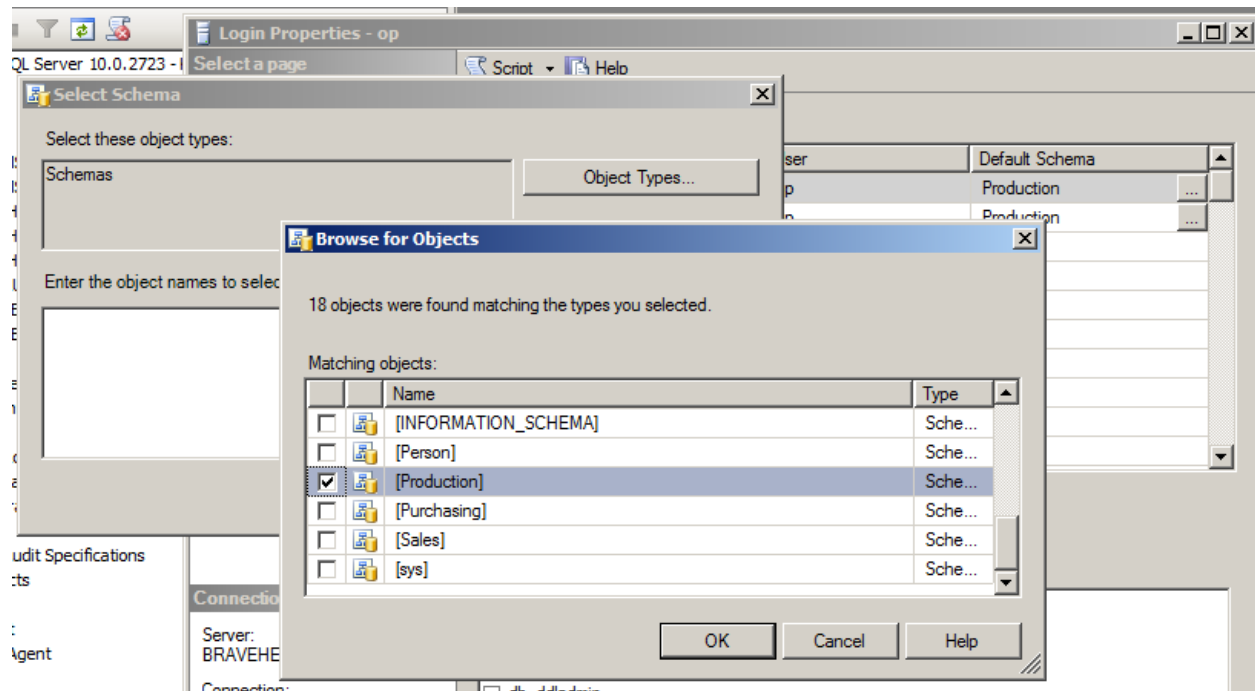 Login Properties - op
QL Server 10.0.2723 -
Select a page
Script
Help
Select Schema
Select these object types:
Schemas
Object Types...
ser
Default Schema
p
Production
...
p
Production
...
Browse for Objects
Enter the object names to selec
18 objects were found matching the types you selected.
Matching objects:
Name
Type
[INFORMATION_SCHEMA]
Sche...
[Person]
Sche...
[Production]
Sche...
[Purchasing]
Sche...
[Sales]
Sche...
[sys]
Sche...
udit Specifications
cts
Connectio
OK
Cancel
Help
Server:
BRAVEHE
Agent
Connection:
db_ddladmin